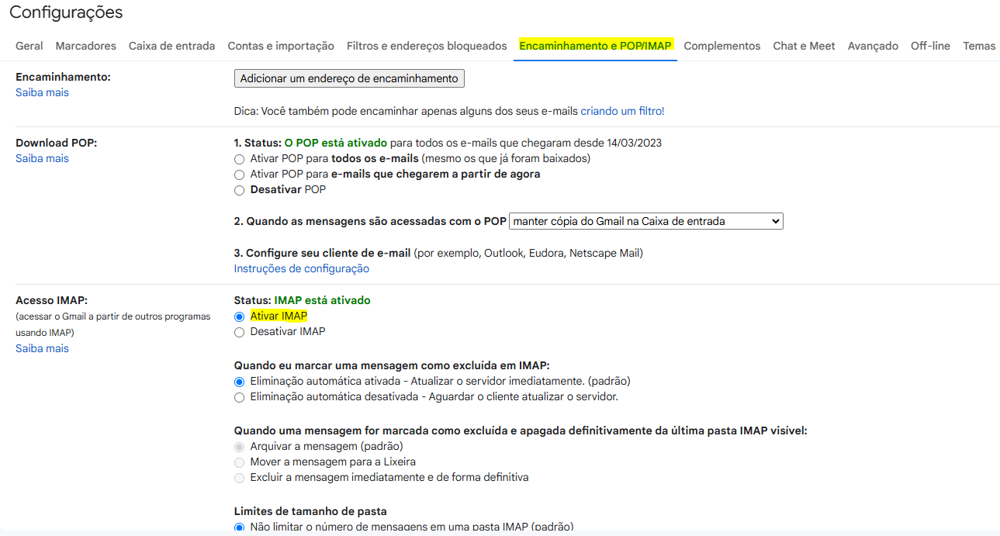 Configurações
Geral Marcadores Caixa de entrada Contas e importação Filtros e endereços bloqueados Encaminhamento e POP/IMAP Complementos Chat e Meet Avançado Off-line Temas
Encaminhamento:
Saiba mais
Adicionar um endereço de encaminhamento
Dica: Você também pode encaminhar apenas alguns dos seus e-mails criando um filtro!
Download POP:
Saiba mais
1. Status: O POP está ativado para todos os e-mails que chegaram desde 14/03/2023
Ativar POP para todos os e-mails (mesmo os que já foram baixados)
Ativar POP para e-mails que chegarem a partir de agora
Desativar POP
2. Quando as mensagens são acessadas com o POP manter cópia do Gmail na Caixa de entrada
3. Configure seu cliente de e-mail (por exemplo, Outlook, Eudora, Netscape Mail)
Instruções de configuração
Acesso IMAP:
(acessar o Gmail a partir de outros programas
usando IMAP)
Saiba mais
Status: IMAP está ativado
Ativar IMAP
Desativar IMAP
Quando eu marcar uma mensagem como excluída em IMAP:
Eliminação automática ativada - Atualizar o servidor imediatamente. (padrão)
Eliminação automática desativada - Aguardar o cliente atualizar o servidor.
Quando uma mensagem for marcada como excluída e apagada definitivamente da última pasta IMAP visível:
Arquivar a mensagem (padrão)
Mover a mensagem para a Lixeira
Excluir a mensagem imediatamente e de forma definitiva
Limites de tamanho de pasta
Não limitar o número de mensagens em uma pasta IMAP (padrão)